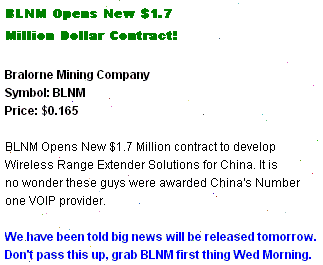 BLNM Opens New $1.7
Million Dollar Contract!
Bralorne Mining Company
Symbol: BLNM
Price: $0.165
BLNM Opens New $1.7 Million contract to develop
Wireless Range Extender Solutions for China. It is
no wonder these guys were awarded China's Number
one VOIP provider.
We have been told big news will be released tomorrow.
Don't pass this up, grab BLNM first thing Wed Morning.